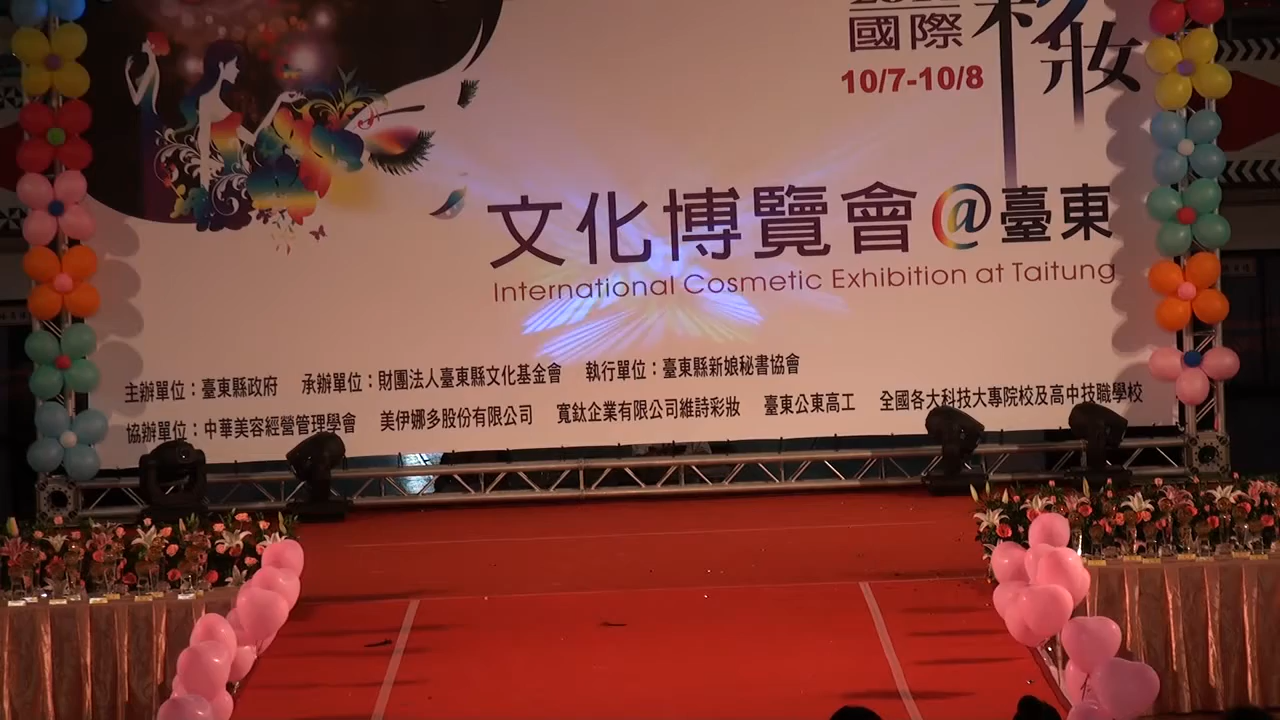 國際彩妝
10/7-10/8
文化博覽會@臺東
International Cosmetic Exhibition at Taitung
主辦單位：臺東縣政府 承辦單位：財團法人臺東縣文化基金會 執行單位：臺東縣新娘秘書協會
協辦單位：中華美容經營管理學會 美伊娜多股份有限公司 寬鈦企業有限公司維詩彩妝 臺東公東高工 全國各大科技大專院校及高中技職學校